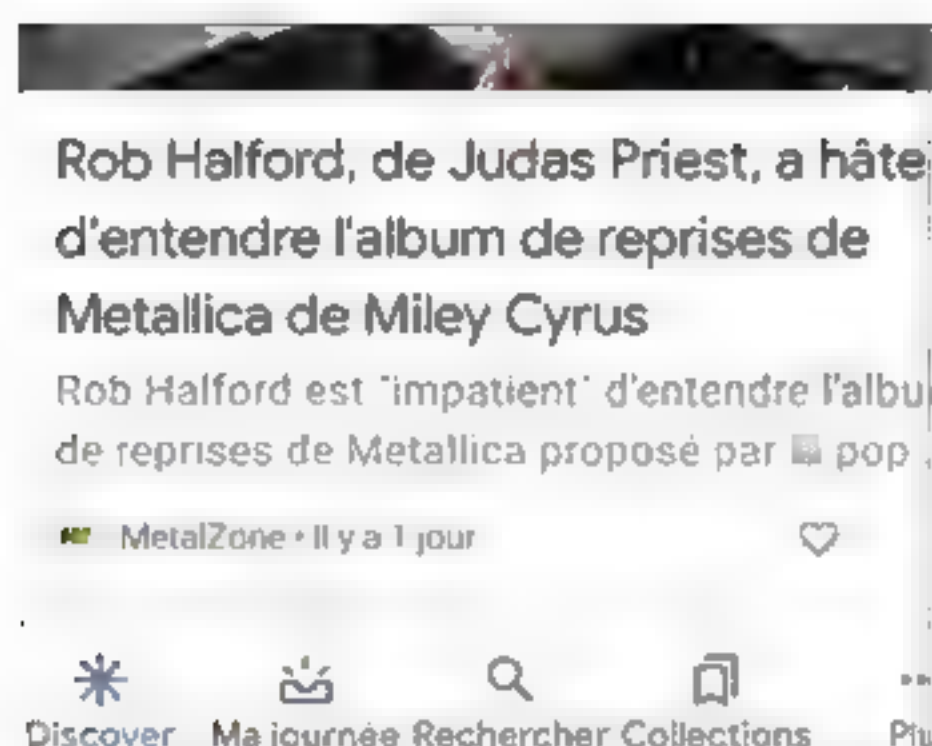 Rob Halford, de Judas Priest, a hâte
d'entendre l'album de reprises de
Metallica de Miley Cyrus
Rob Halford est "impatient" d'entendre l'albu
de reprises de Metallica proposé par pop
MetalZone • Il y a 1 jour
Discover Ma journée Rechercher Collections Plu